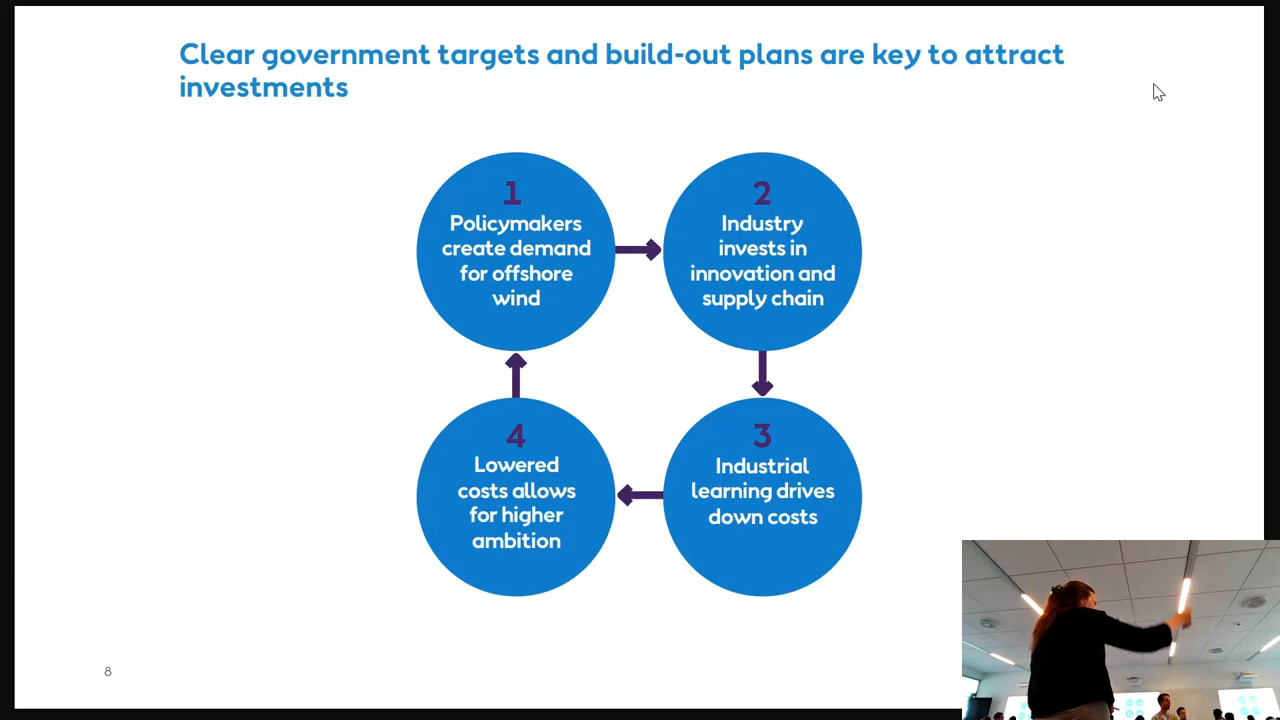 Clear government targets and build-out plans are key to attract
investments
1
Policymakers
create demand
for offshore
wind
2
Industry
invests in
innovation and
supply chain
3
Industrial
learning drives
down costs
4
Lowered
costs allows
for higher
ambition
8